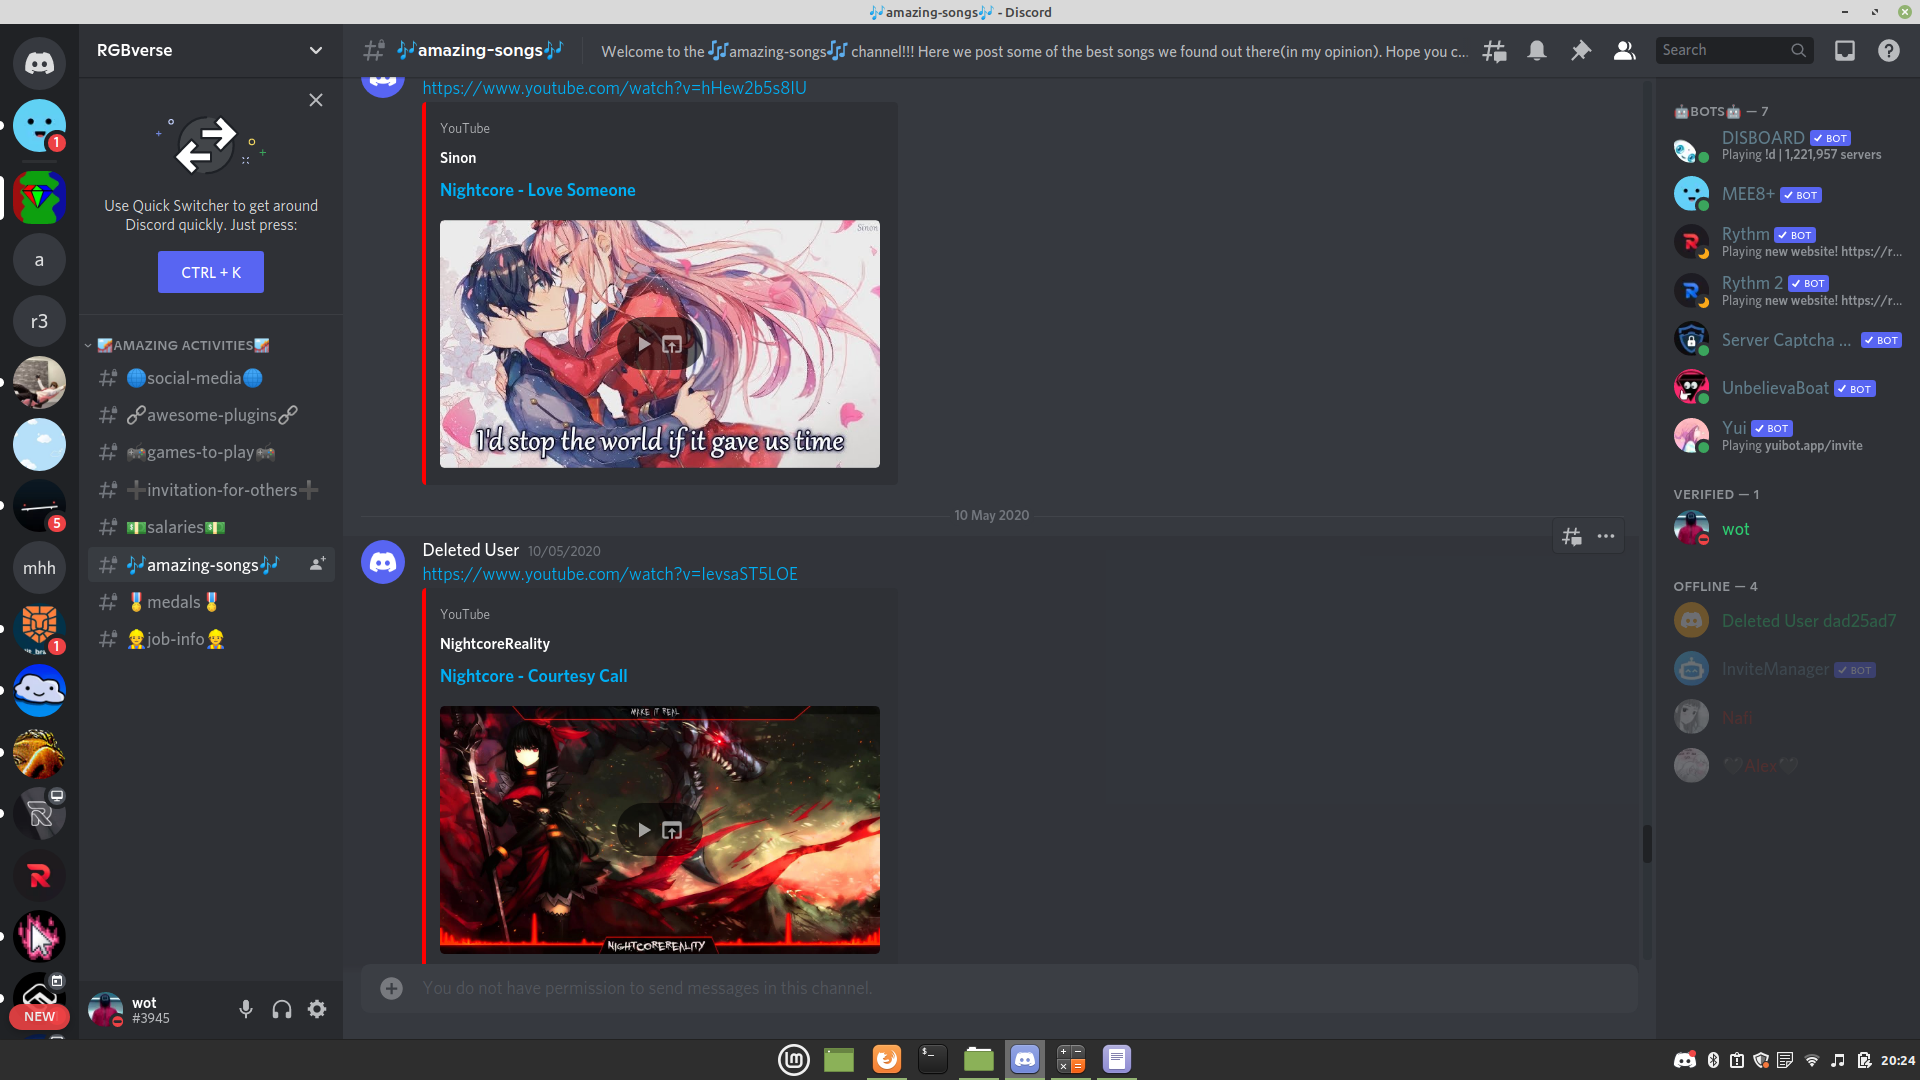 🎶amazing-songs🎶 - Discord
RGBverse
Use Quick Switcher to get around
Discord quickly. Just press:
CTRL + K
AMAZING ACTIVITIES
🌐social-media🌐
🔗awesome-plugins🔗
🎮games-to-play🎮
➕invitation-for-others➕
💵salaries💵
🎶amazing-songs🎶
🎖medals🎖
👷job-info👷
1
a
r3
5
mhh
1
NEW
wot
#3945
🎶amazing-songs🎶
Welcome to the 🎶amazing-songs🎶 channel!!! Here we post some of the best songs we found out there(in my opinion). Hope you c...
Search
https://www.youtube.com/watch?v=hHew2b5s8IU
YouTube
Sinon
Nightcore - Love Someone
Sinon
I'd stop the world if it gave us time
10 May 2020
Deleted User 10/05/2020
https://www.youtube.com/watch?v=IevsaST5LOE
YouTube
NightcoreReality
Nightcore - Courtesy Call
MAKE IT REAL
NIGHTCOREREALITY
You do not have permission to send messages in this channel.
🤖BOTS🤖 — 7
DISBOARD ✓ BOT
Playing !d | 1,221,957 servers
MEE8+ ✓ BOT
Rythm ✓ BOT
Playing new website! https://r...
Rythm 2 ✓ BOT
Playing new website! https://r...
Server Captcha ... ✓ BOT
UnbelievaBoat ✓ BOT
Yui ✓ BOT
Playing yuibot.app/invite
VERIFIED — 1
wot
OFFLINE — 4
Deleted User dad25ad7
InviteManager ✓ BOT
Nafi
🖤Alex🖤
20:24